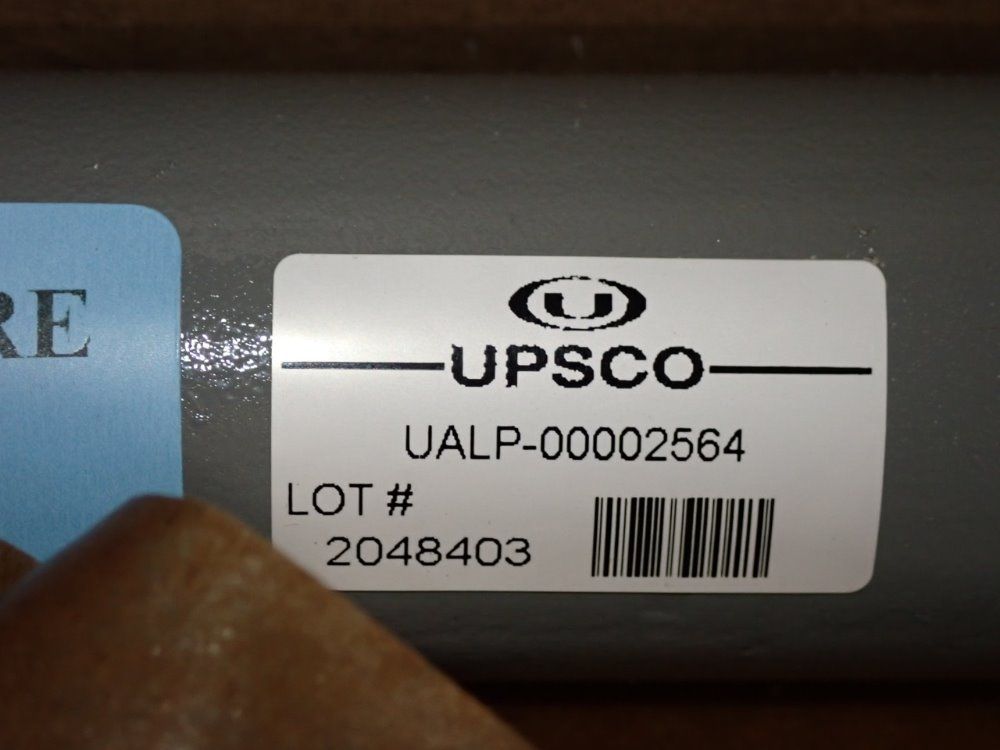 RE
U
UPSCO
UALP-00002564
LOT #
2048403